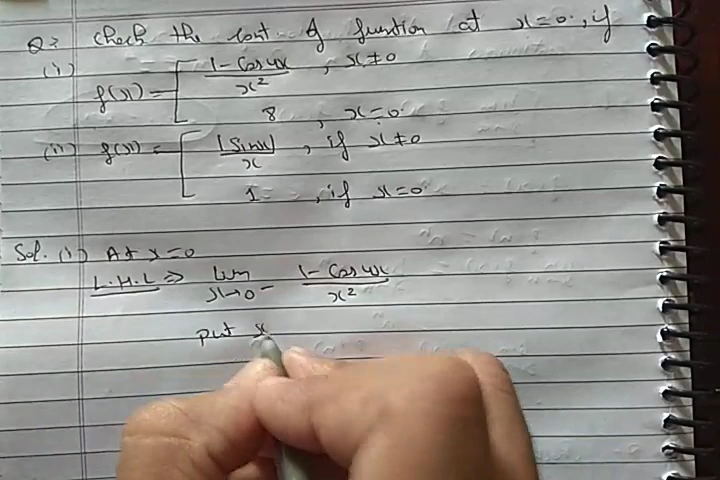 Q: Check the cont. of function at x=0, if
(i) f(x) = [ 1-Cos4x / x² , x≠0
8 , x=0
(ii) f(x) = [ |Sinx| / x , if x≠0
1 , if x=0
Sol. (i) At x=0
L.H.L ⇒ Lim x→0⁻ 1-Cos4x / x²
put x